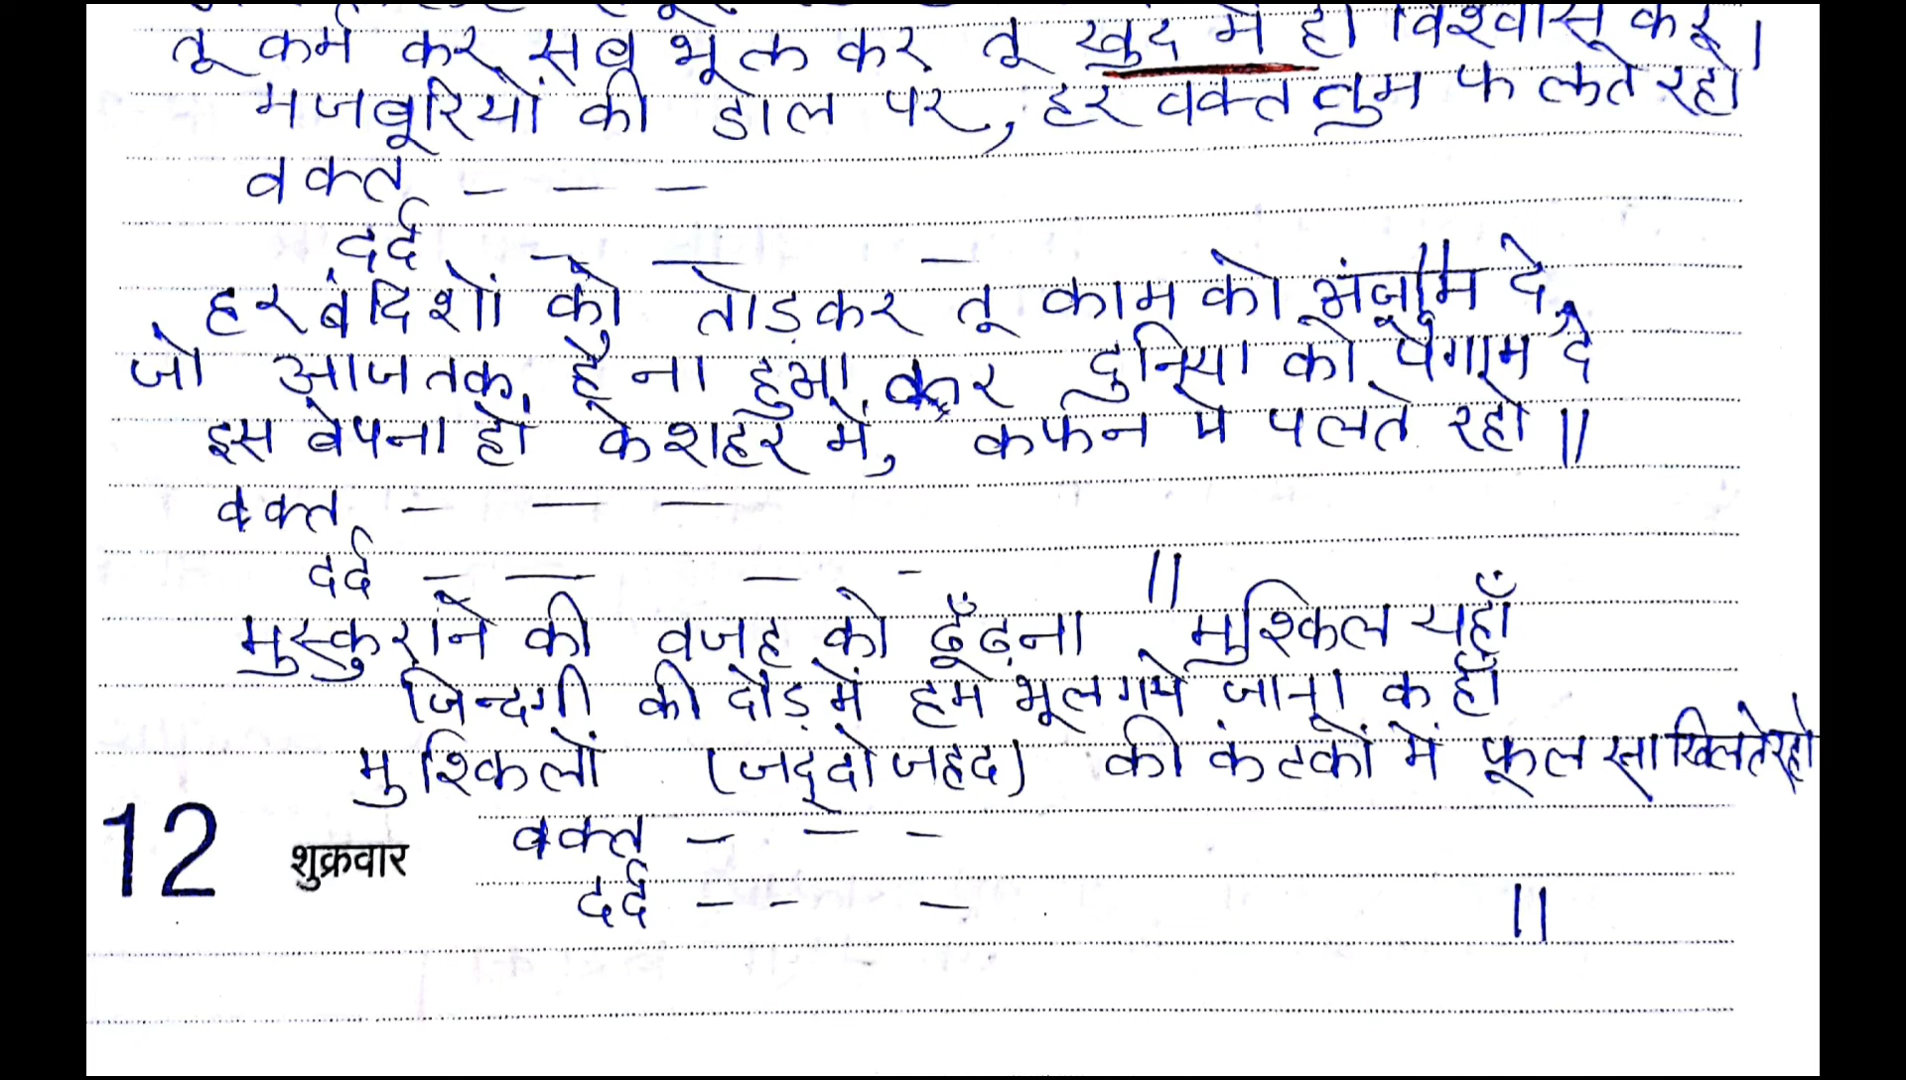 तू कर्म कर सब भूल कर तू खुद में ही विश्वास कर ।
मजबूरियों की डाल पर, हर वक्त तुम फलते रहो
वक्त - - -
दर्द - - -
हर बंदिशों को तोड़कर तू काम को अंजाम दे,
जो आज तक है ना हुआ कर दुनिया को पैगाम दे
इस बेपनाहों के शहर में, कफन में पलते रहो ||
वक्त - - -
दर्द - - - - ||
मुस्कुराने की वजह को ढूँढ़ना मुश्किल यहाँ
जिन्दगी की दौड़ में हम भूल गये जाना कहाँ
मुश्किलों (जद्दोजहद) की कंटकों में फूल सा खिलते रहो
वक्त - - -
12 शुक्रवार
दर्द - - - ||